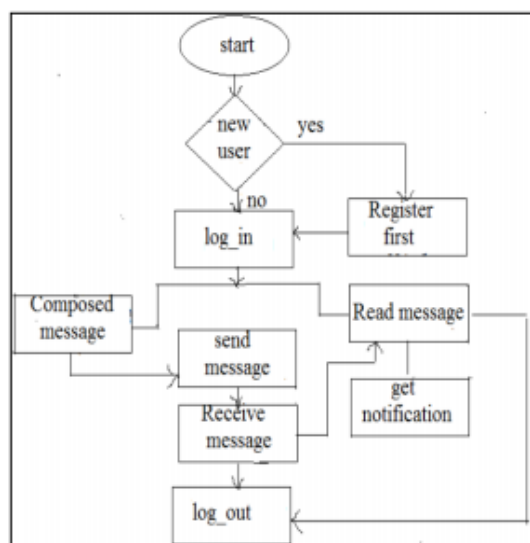 start
new
user
yes
no
Register
first
log_in
Composed
message
Read message
send
message
get
notification
Receive
message
log_out